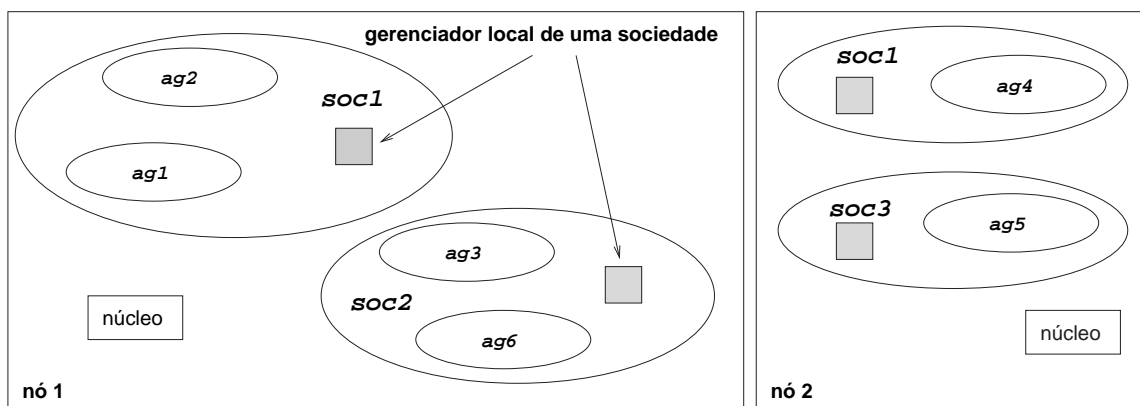 gerenciador local de uma sociedade
ag2
soc1
ag1
ag3
soc2
ag6
núcleo
nó 1
soc1
ag4
soc3
ag5
núcleo
nó 2